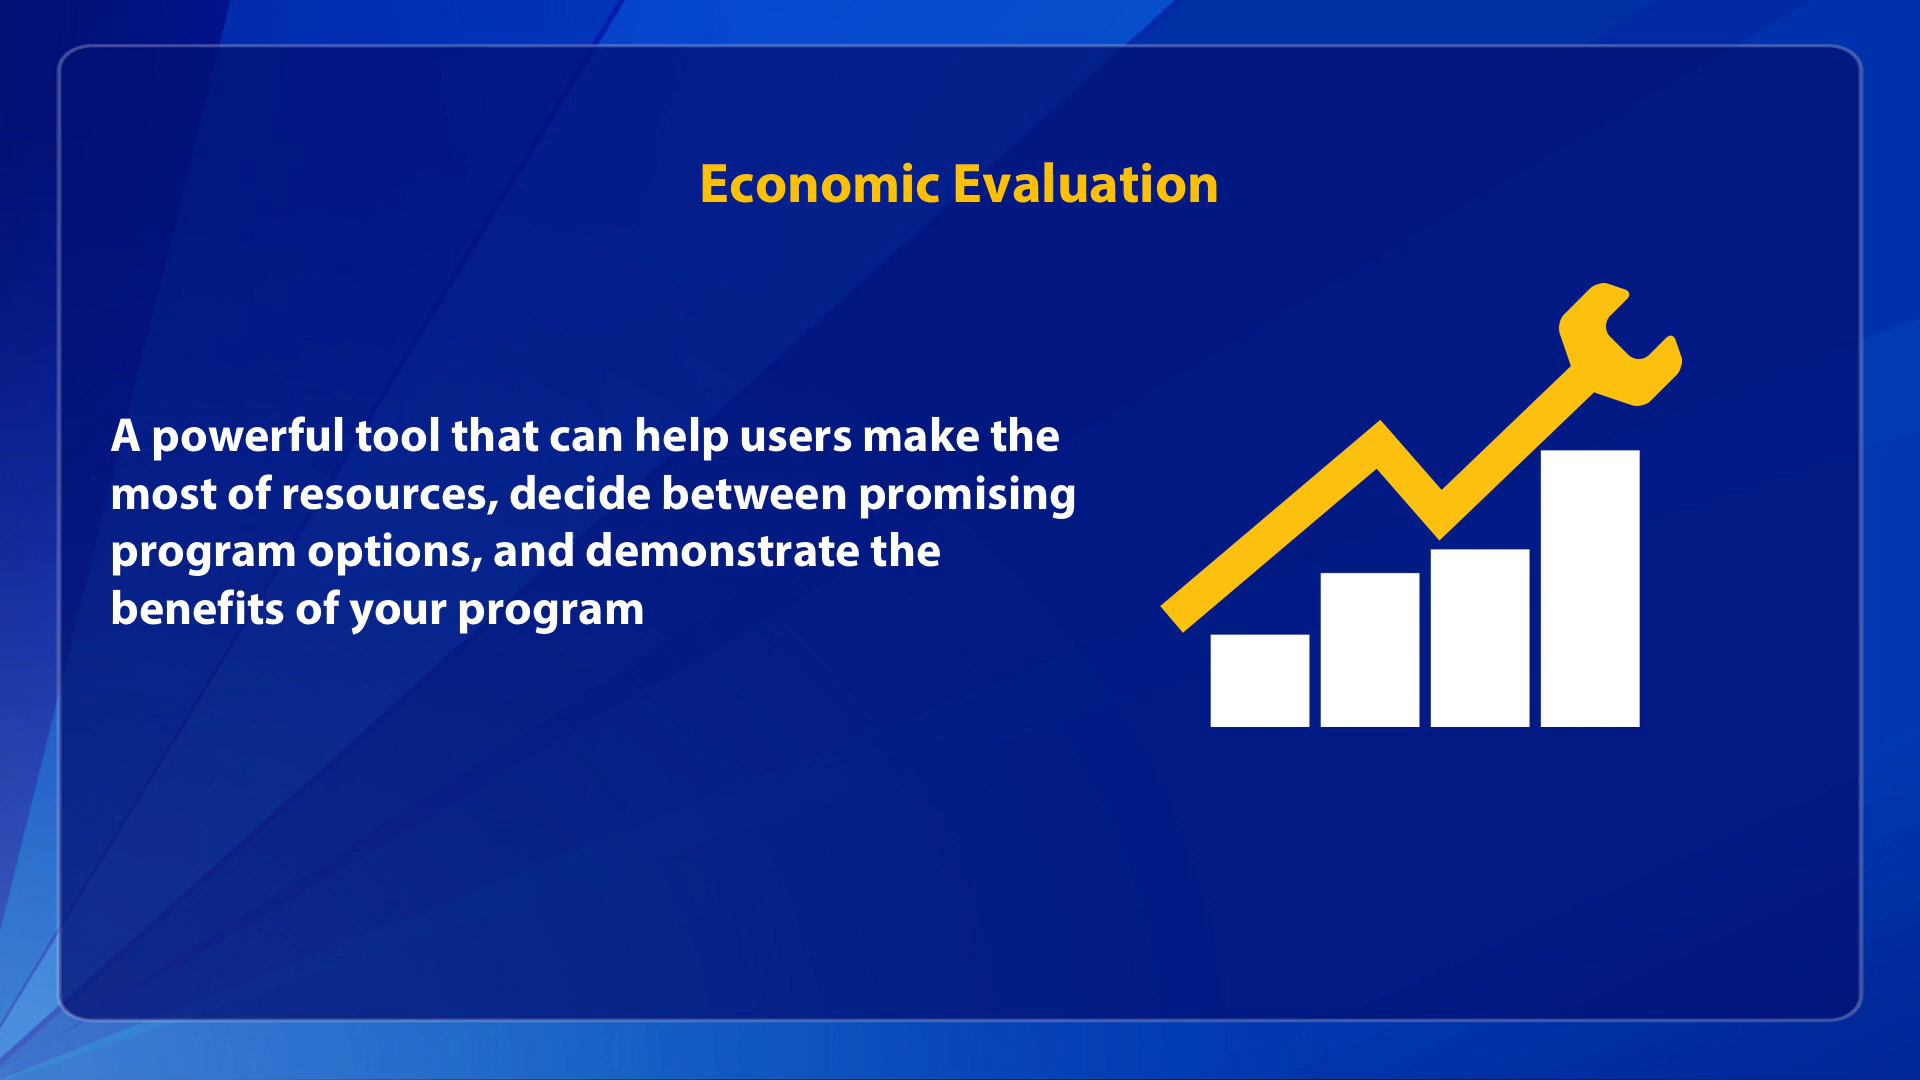 Economic Evaluation
A powerful tool that can help users make the
most of resources, decide between promising
program options, and demonstrate the
benefits of your program